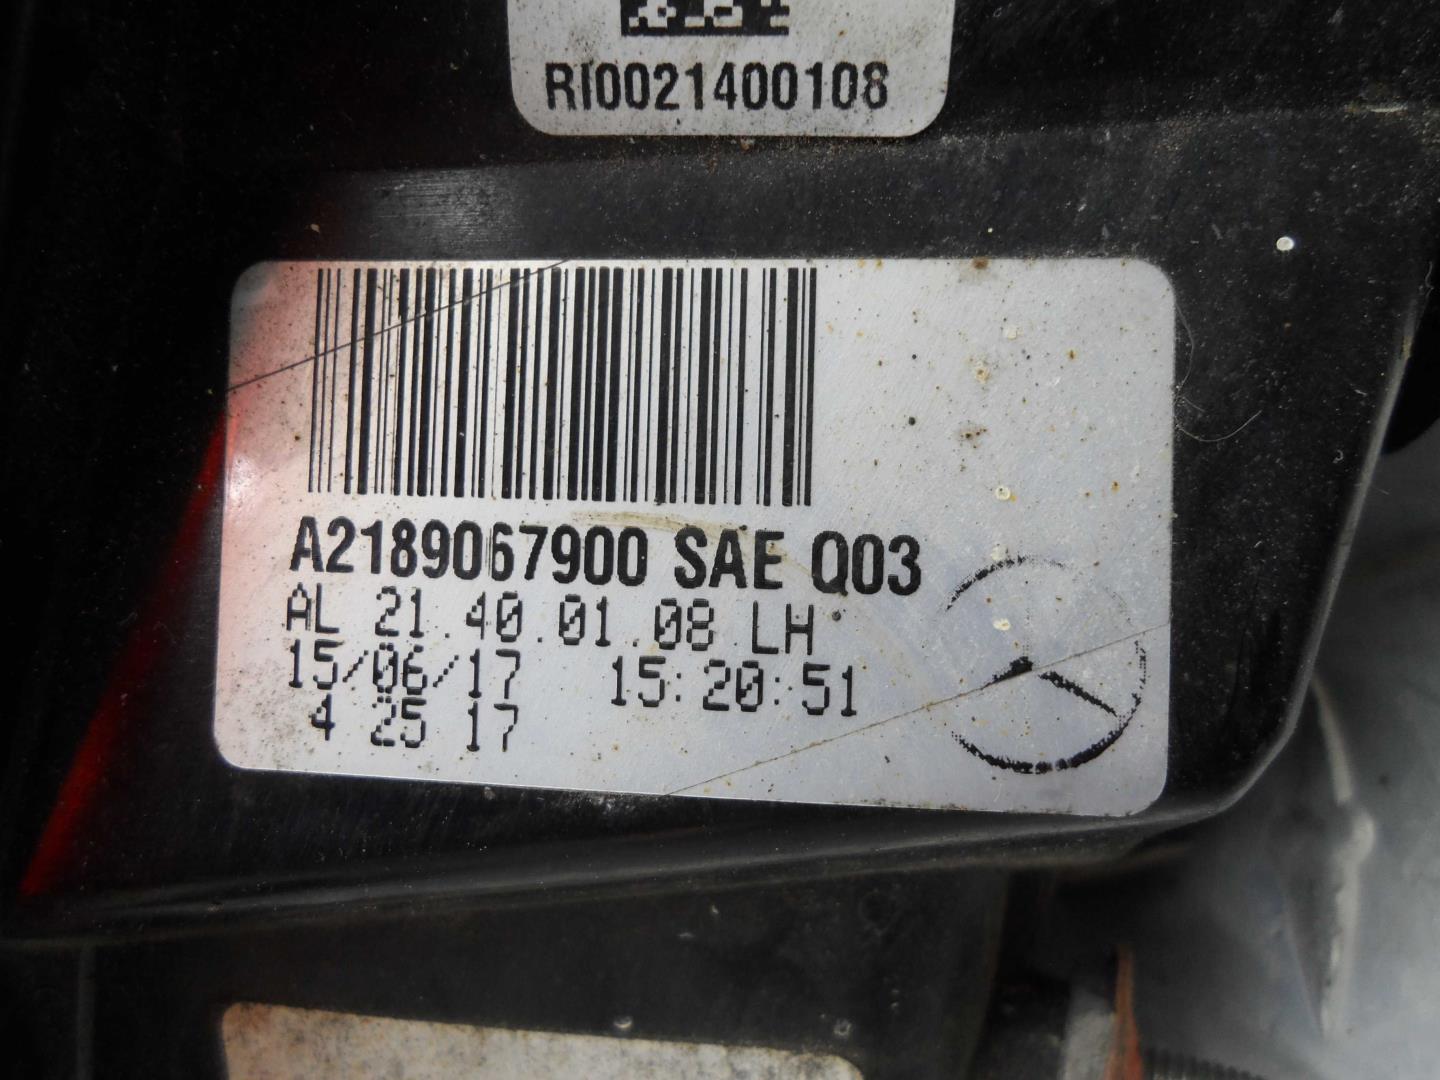 RI0021400108
A2189067900 SAE Q03
AL 21.40.01.08 LH
15/06/17 15:20:51
4 25 17